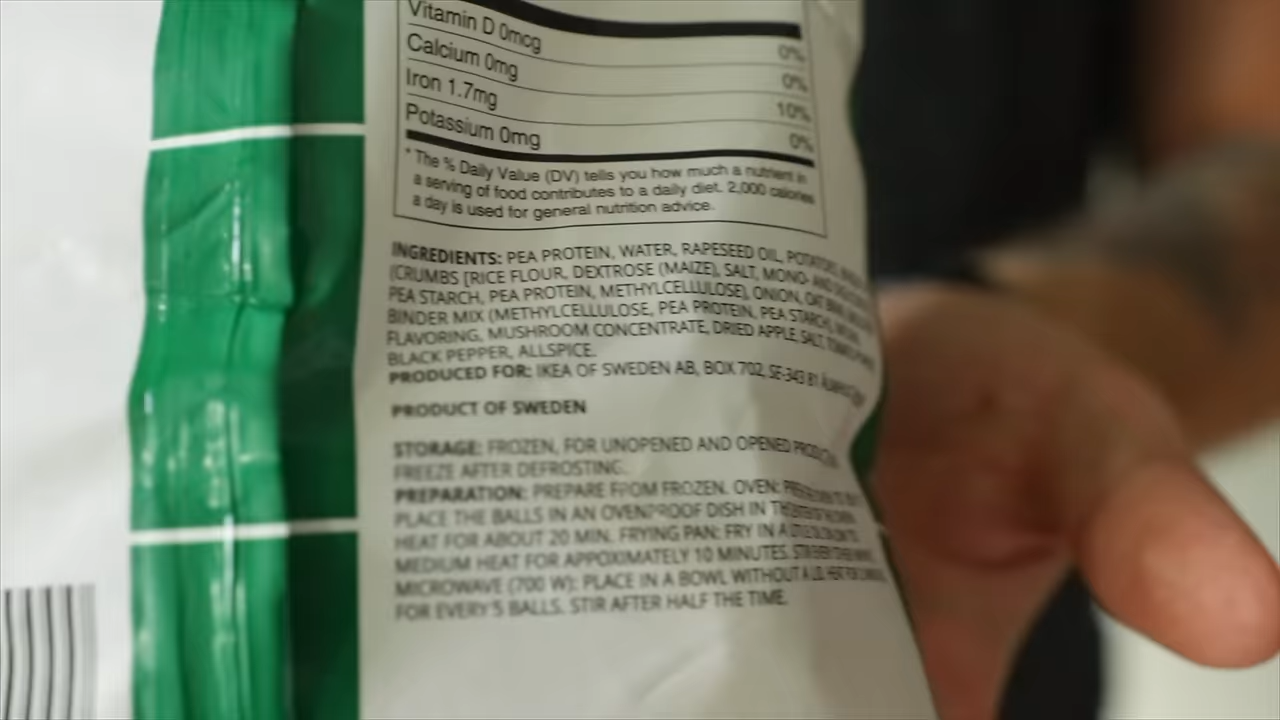 Vitamin D 0mcg 0%
Calcium 0mg 0%
Iron 1.7mg 10%
Potassium 0mg 0%
* The % Daily Value (DV) tells you how much a nutrient in
a serving of food contributes to a daily diet. 2,000 calories
a day is used for general nutrition advice.
INGREDIENTS: PEA PROTEIN, WATER, RAPESEED OIL,
(CRUMBS [RICE FLOUR, DEXTROSE (MAIZE), SALT, MONO- AND
PEA STARCH, PEA PROTEIN, METHYLCELLULOSE), ONION, OAT
BINDER MIX (METHYLCELLULOSE, PEA PROTEIN, PEA STARCH),
FLAVORING, MUSHROOM CONCENTRATE, DRIED APPLE, SALT,
BLACK PEPPER, ALLSPICE.
PRODUCED FOR: IKEA OF SWEDEN AB, BOX 702, SE-343 81
PRODUCT OF SWEDEN
STORAGE: FROZEN, FOR UNOPENED AND OPENED
FREEZE AFTER DEFROSTING.
PREPARATION: PREPARE FROM FROZEN. OVEN:
PLACE THE BALLS IN AN OVENPROOF DISH IN
HEAT FOR ABOUT 20 MIN. FRYING PAN: FRY IN A
MEDIUM HEAT FOR APPOXIMATELY 10 MINUTES.
MICROWAVE (700 W): PLACE IN A BOWL WITHOUT A
FOR EVERY 5 BALLS. STIR AFTER HALF THE TIME.